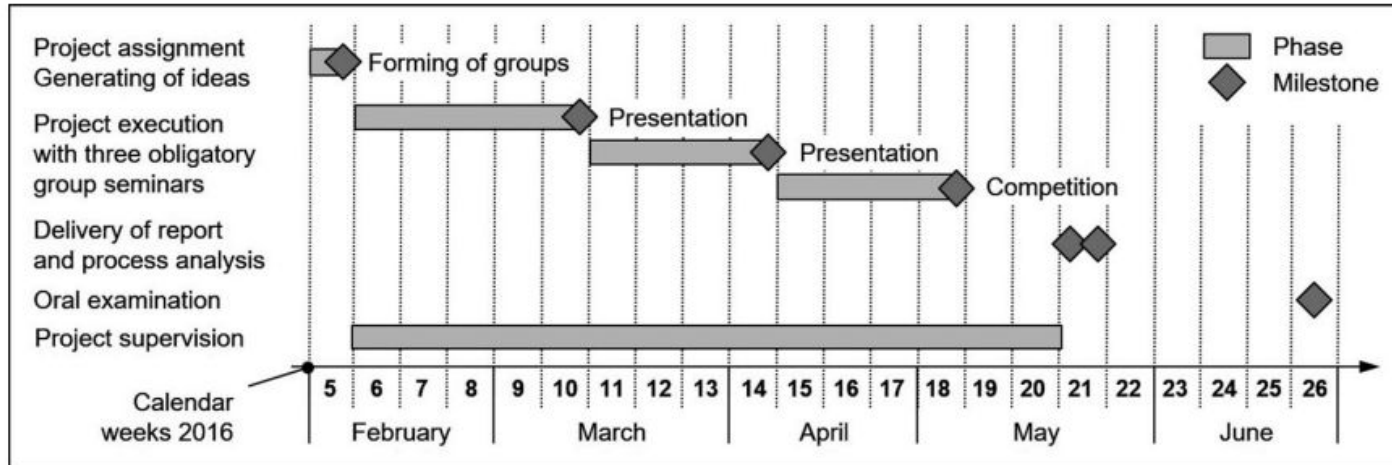 Project assignment
Generating of ideas
Forming of groups
Phase
Milestone
Project execution
with three obligatory
group seminars
Presentation
Presentation
Competition
Delivery of report
and process analysis
Oral examination
Project supervision
Calendar
weeks 2016
5 6 7 8 9 10 11 12 13 14 15 16 17 18 19 20 21 22 23 24 25 26
February March April May June